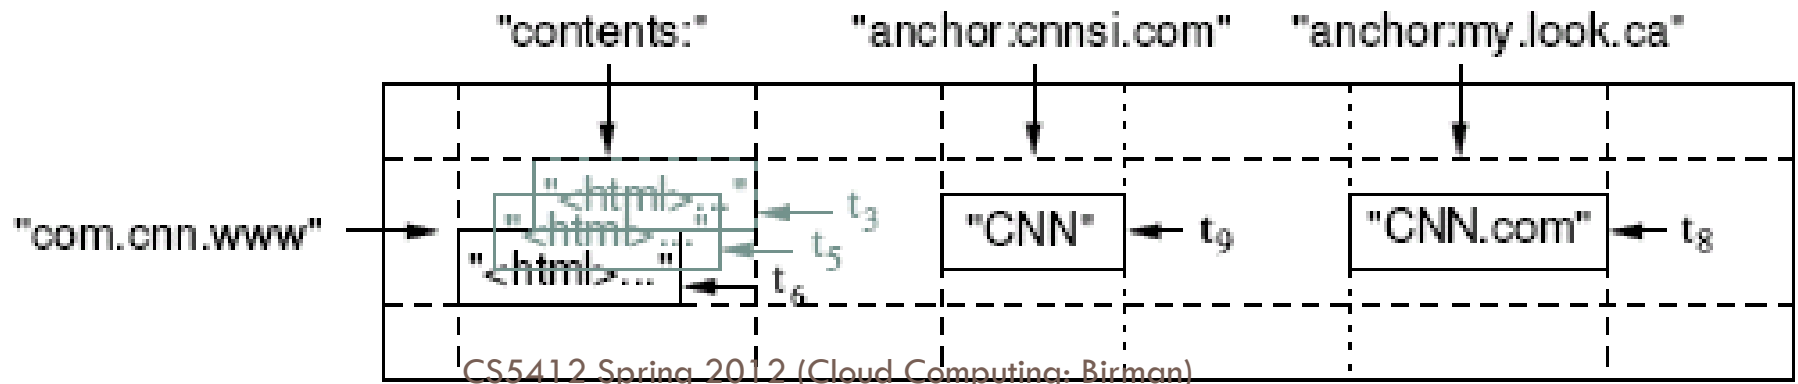 "contents:" "anchor:cnnsi.com" "anchor:my.look.ca"
"<html>..." t3
"com.cnn.www" "<html>..." t5 "CNN" t9 "CNN.com" t8
"<html>..." t6
CS5412 Spring 2012 (Cloud Computing: Birman)